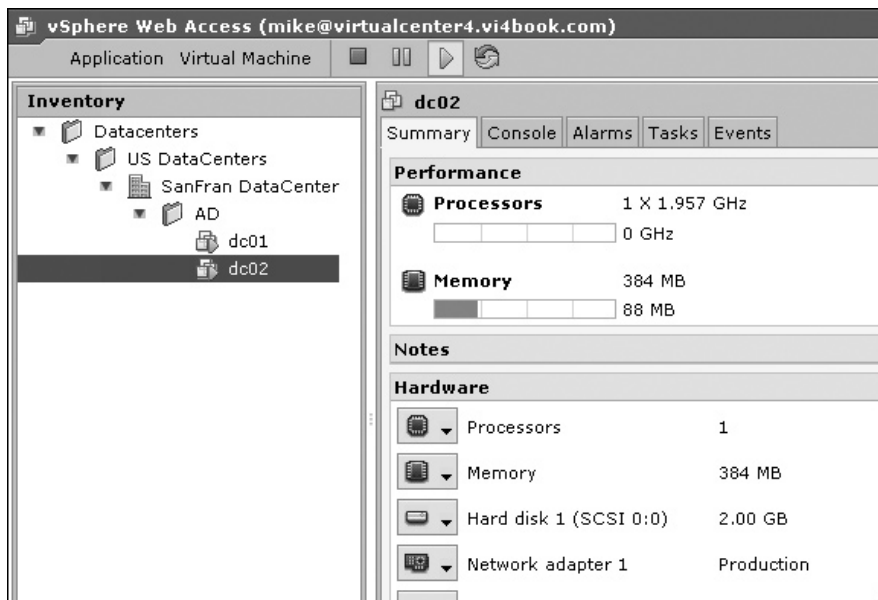 vSphere Web Access (mike@virtualcenter4.vi4book.com)
Application Virtual Machine
Inventory
Datacenters
US DataCenters
SanFran DataCenter
AD
dc01
dc02
dc02
Summary Console Alarms Tasks Events
Performance
Processors 1 X 1.957 GHz
0 GHz
Memory 384 MB
88 MB
Notes
Hardware
Processors 1
Memory 384 MB
Hard disk 1 (SCSI 0:0) 2.00 GB
Network adapter 1 Production